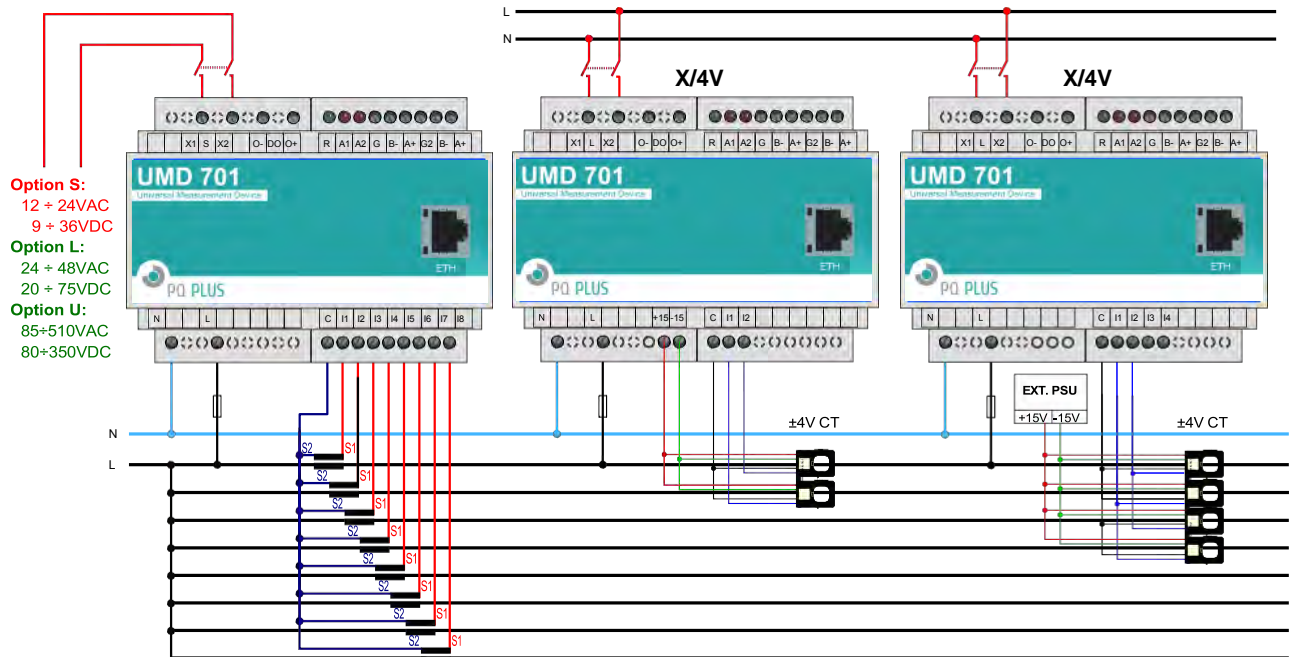 L
N
X/4V
X/4V
X1 S X2 O- DO O+ R A1 A2 G B- A+ G2 B- A+
X1 L X2 O- DO O+ R A1 A2 G B- A+ G2 B- A+
X1 L X2 O- DO O+ R A1 A2 G B- A+ G2 B- A+
UMD 701
Universal Measurement Device
ETH
PQ PLUS
UMD 701
Universal Measurement Device
ETH
PQ PLUS
UMD 701
Universal Measurement Device
ETH
PQ PLUS
Option S:
12 ÷ 24VAC
9 ÷ 36VDC
Option L:
24 ÷ 48VAC
20 ÷ 75VDC
Option U:
85÷510VAC
80÷350VDC
N L C I1 I2 I3 I4 I5 I6 I7 I8
N L +15 -15 C I1 I2
N L C I1 I2 I3 I4
EXT. PSU
+15V -15V
±4V CT
±4V CT
N
L
S2 S1
S2 S1
S2 S1
S2 S1
S2 S1
S2 S1
S2 S1
S2 S1